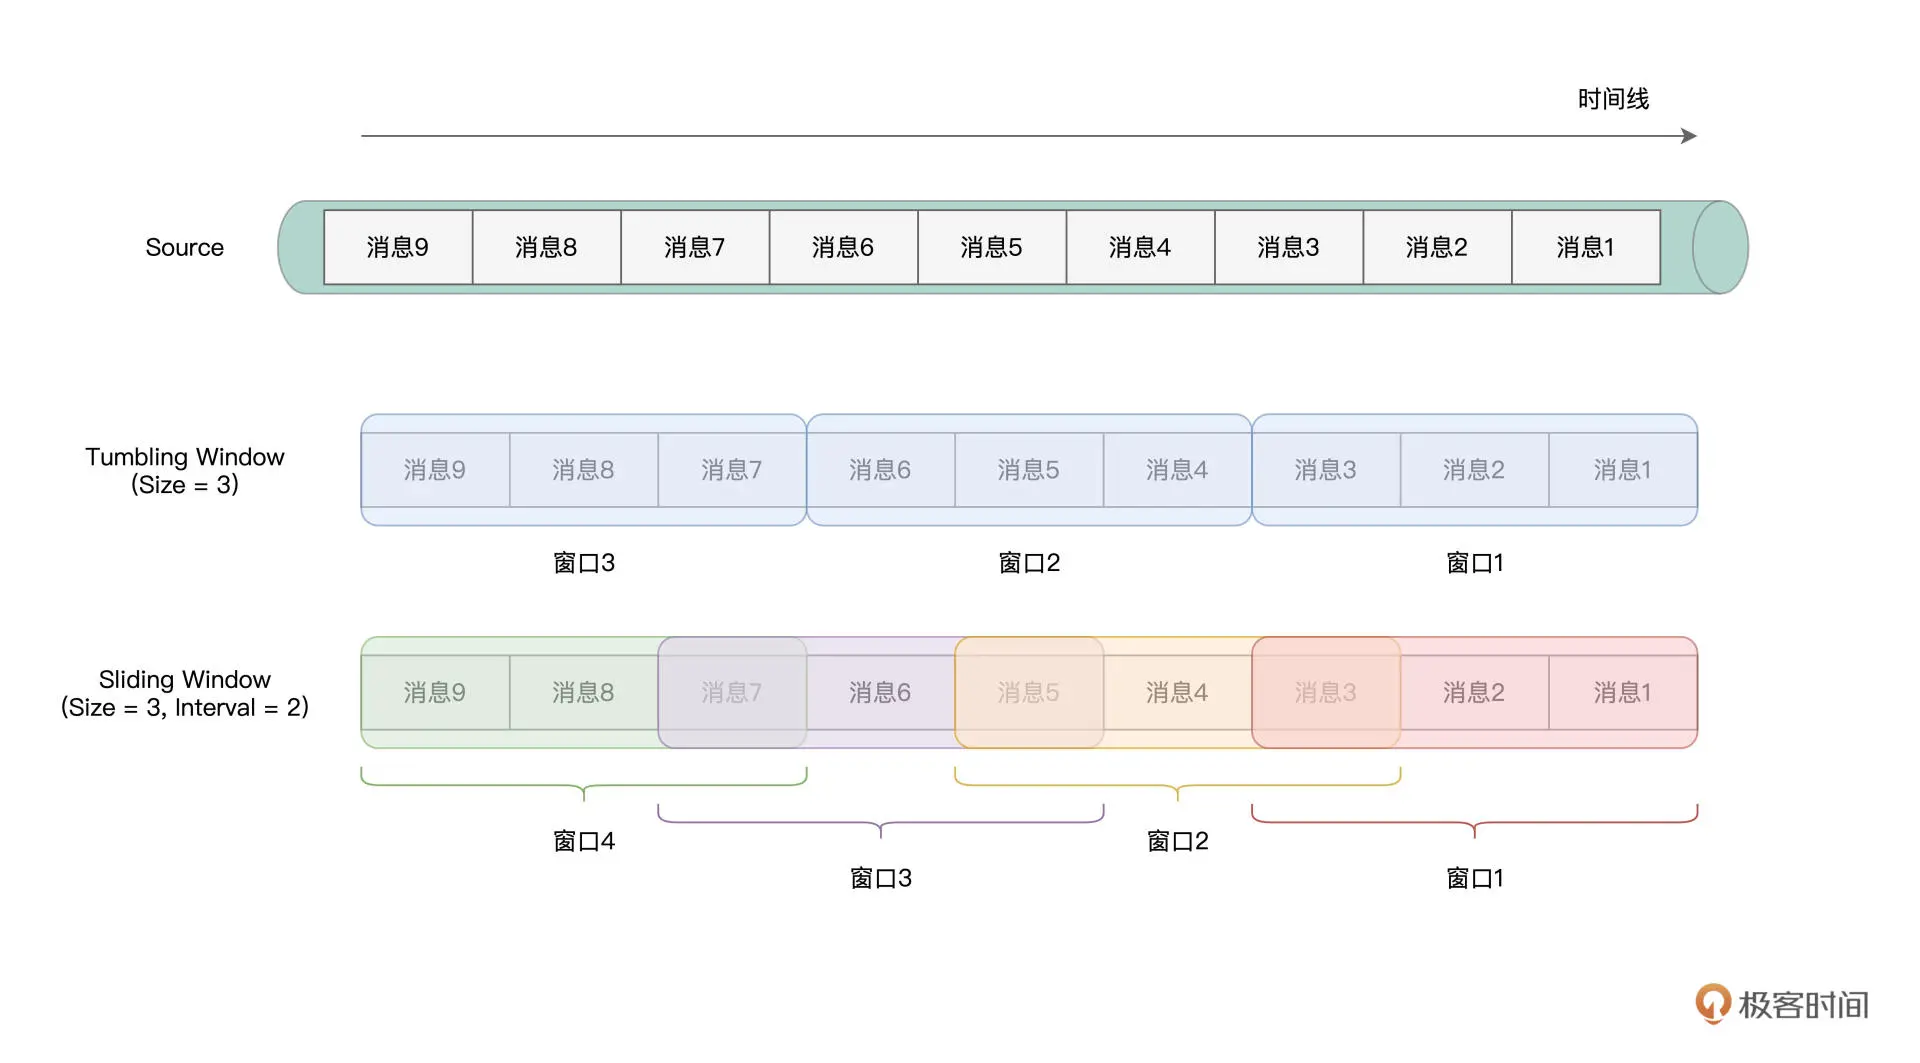 时间线
Source
消息9 消息8 消息7 消息6 消息5 消息4 消息3 消息2 消息1
Tumbling Window
(Size = 3)
消息9 消息8 消息7 消息6 消息5 消息4 消息3 消息2 消息1
窗口3 窗口2 窗口1
Sliding Window
(Size = 3, Interval = 2)
消息9 消息8 消息7 消息6 消息5 消息4 消息3 消息2 消息1
窗口4 窗口2
窗口3 窗口1
极客时间